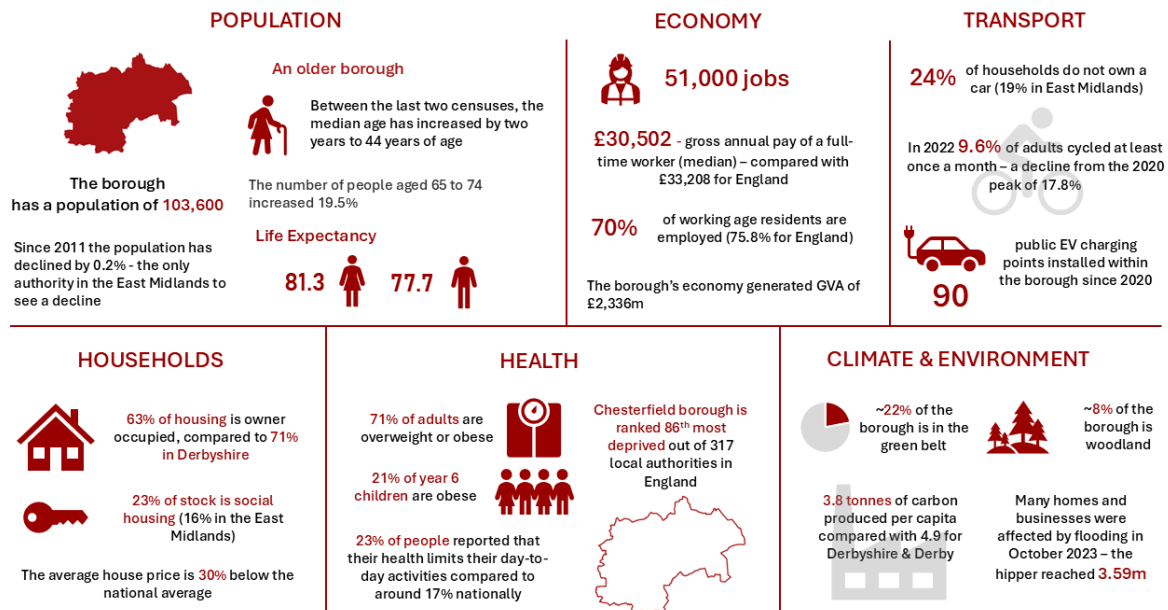 POPULATION
An older borough
Between the last two censuses, the
median age has increased by two
years to 44 years of age
The borough
has a population of 103,600
The number of people aged 65 to 74
increased 19.5%
Since 2011 the population has
declined by 0.2% - the only
authority in the East Midlands to
see a decline
Life Expectancy
81.3
77.7
ECONOMY
51,000 jobs
£30,502 - gross annual pay of a full-
time worker (median) – compared with
£33,208 for England
70%
of working age residents are
employed (75.8% for England)
The borough's economy generated GVA of
£2,336m
TRANSPORT
24%
of households do not own a
car (19% in East Midlands)
In 2022 9.6% of adults cycled at least
once a month – a decline from the 2020
peak of 17.8%
90
public EV charging
points installed within
the borough since 2020
HOUSEHOLDS
63% of housing is owner
occupied, compared to 71%
in Derbyshire
23% of stock is social
housing (16% in the East
Midlands)
The average house price is 30% below the
national average
HEALTH
71% of adults are
overweight or obese
21% of year 6
children are obese
23% of people reported that
their health limits their day-to-
day activities compared to
around 17% nationally
Chesterfield borough is
ranked 86th most
deprived out of 317
local authorities in
England
CLIMATE & ENVIRONMENT
~22% of the
borough is in the
green belt
~8% of the
borough is
woodland
3.8 tonnes of carbon
produced per capita
compared with 4.9 for
Derbyshire & Derby
Many homes and
businesses were
affected by flooding in
October 2023 – the
hipper reached 3.59m